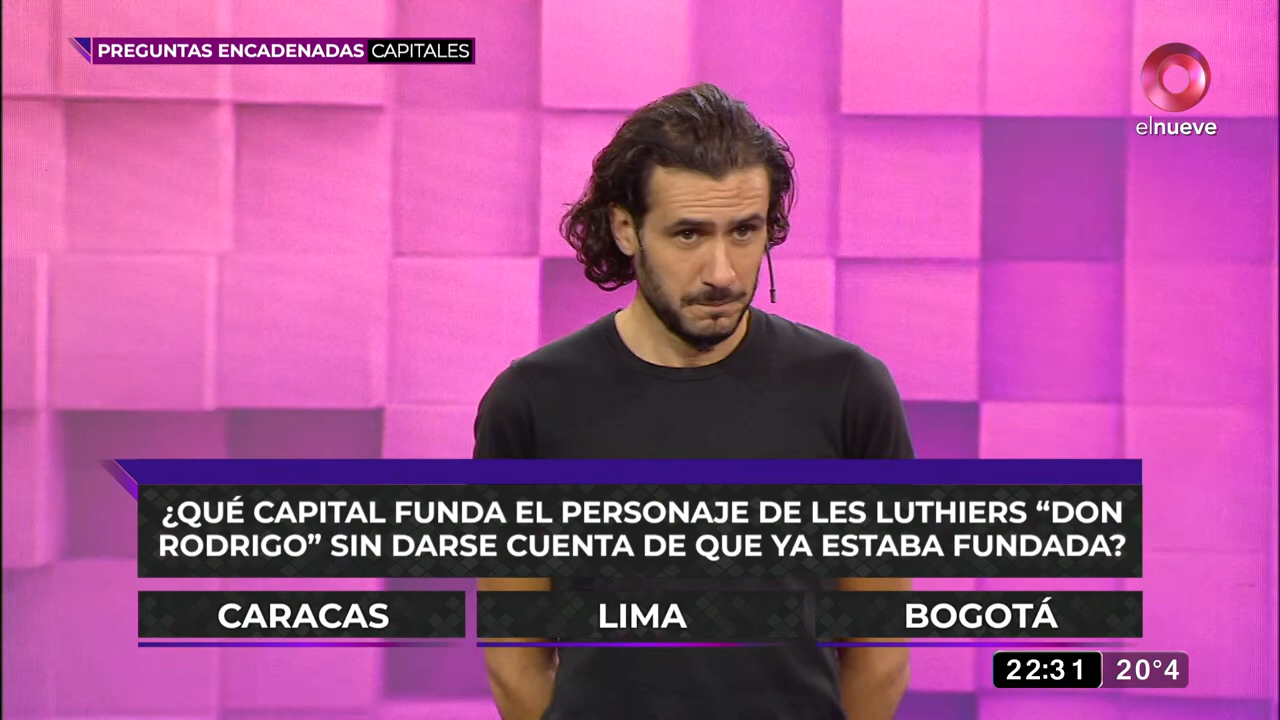 PREGUNTAS ENCADENADAS CAPITALES
elnueve
¿QUÉ CAPITAL FUNDA EL PERSONAJE DE LES LUTHIERS “DON
RODRIGO” SIN DARSE CUENTA DE QUE YA ESTABA FUNDADA?
CARACAS
LIMA
BOGOTÁ
22:31 20°4